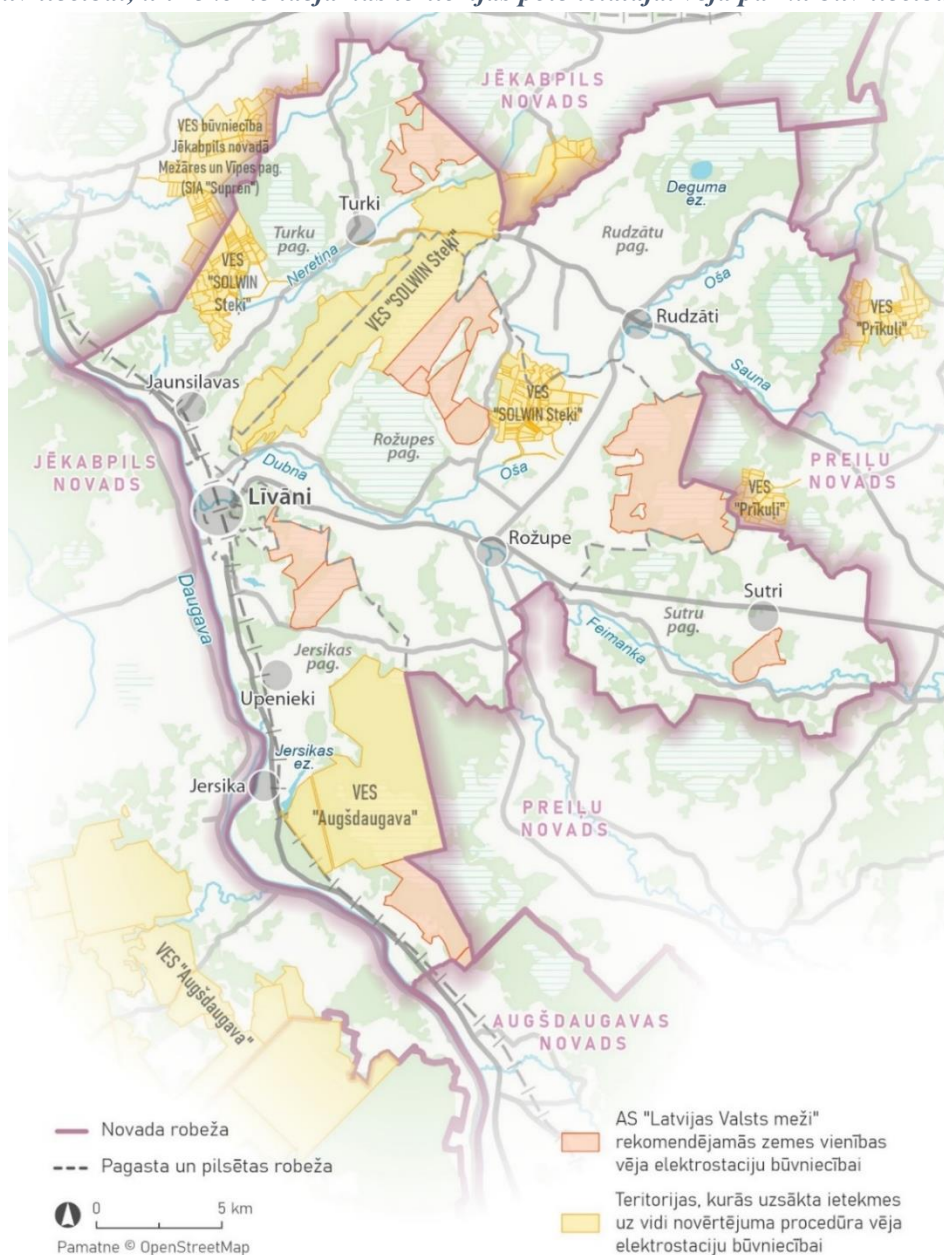 JĒKABPILS
NOVADS
VES būvniecība
Jēkabpils novadā
Mežāres un Vīpes pag.
(SIA "Supren")
Turki
Turku
pag.
Neretiņa
Deguma
ez.
Rudzātu
pag.
VES
"SOLWIN
Steķi"
VES "SOLWIN Steķi"
Oša
Rudzāti
VES
"Prīkuļi"
Sauna
Jaunsilavas
VES
"SOLWIN Steķi"
Rožupes
pag.
JĒKABPILS
NOVADS
Dubna
Oša
PREIĻU
NOVADS
VES
"Prīkuļi"
Līvāni
Rožupe
Daugava
Sutri
Sutru
pag.
Feimanka
Jersikas
pag.
Upenieki
Jersikas
ez.
Jersika
VES
"Augšdaugava"
PREIĻU
NOVADS
VES "Augšdaugava"
AUGŠDAUGAVAS
NOVADS
Novada robeža
Pagasta un pilsētas robeža
0 5 km
Pamatne © OpenStreetMap
AS "Latvijas Valsts meži"
rekomendējamās zemes vienības
vēja elektrostaciju būvniecībai
Teritorijas, kurās uzsākta ietekmes
uz vidi novērtējuma procedūra vēja
elektrostaciju būvniecībai